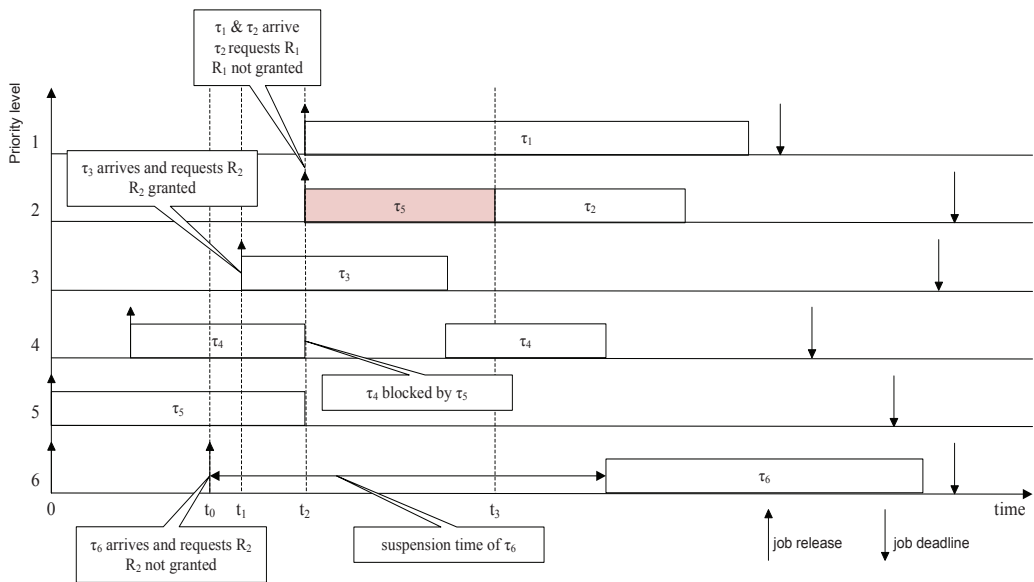 τ1 & τ2 arrive
τ2 requests R1
R1 not granted
Priority level
1
τ1
τ3 arrives and requests R2
R2 granted
2
τ5
τ2
3
τ3
4
τ4
τ4
τ4 blocked by τ5
5
τ5
6
τ6
0
t0
t1
t2
t3
time
τ6 arrives and requests R2
R2 not granted
suspension time of τ6
job release
job deadline